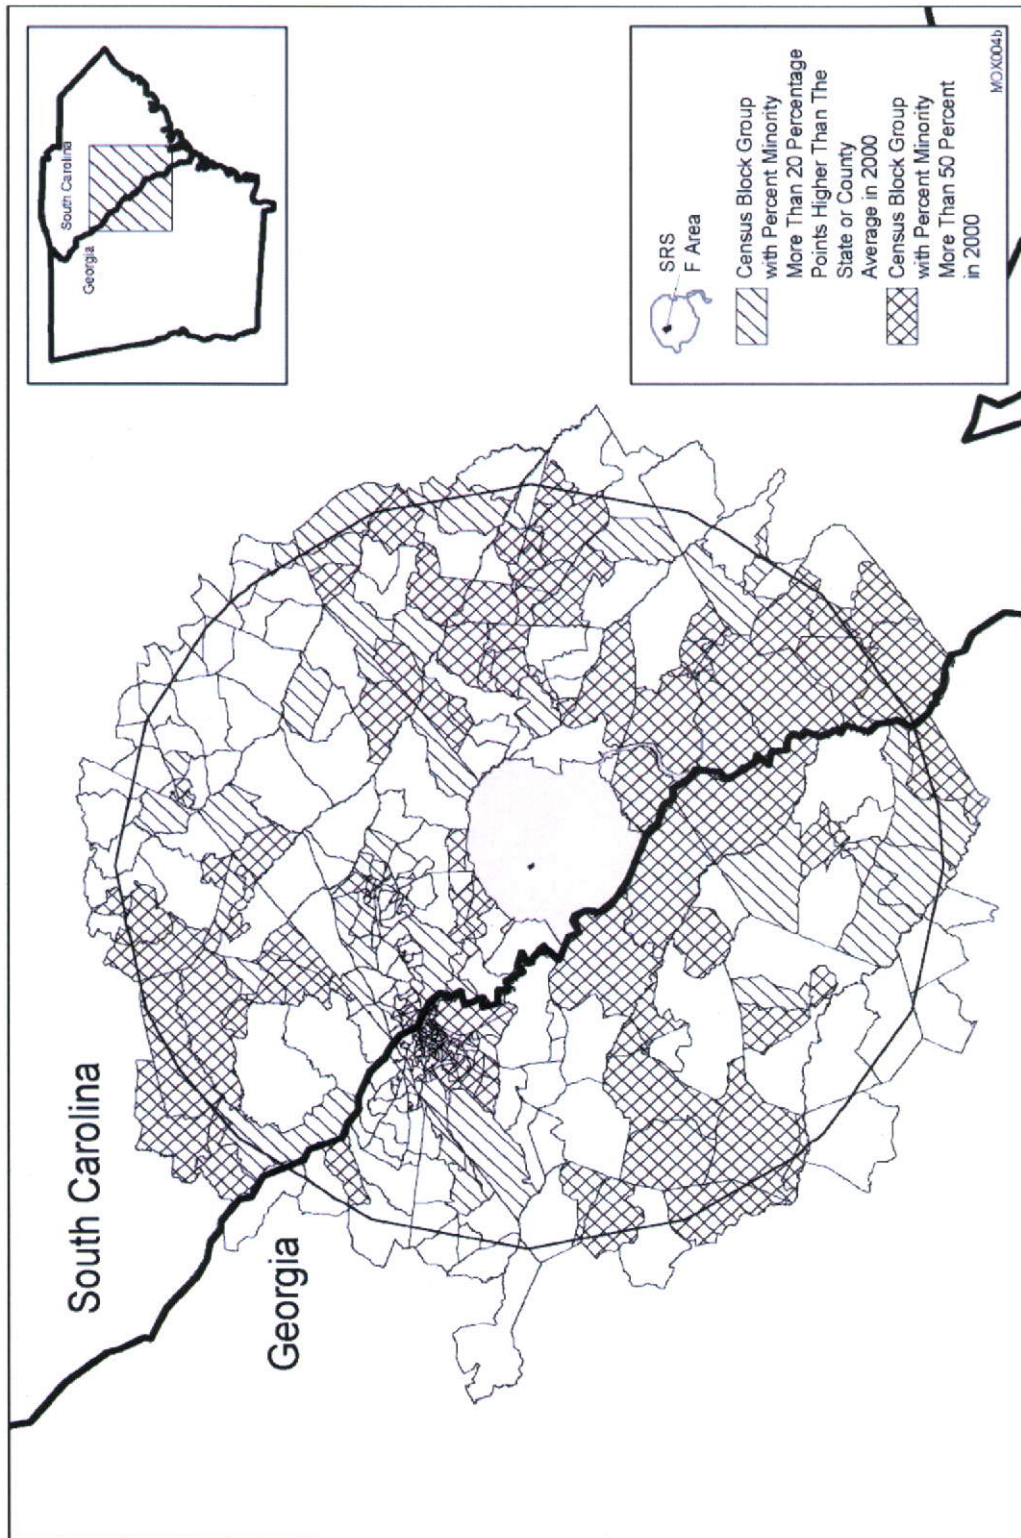 South Carolina
Georgia
South Carolina
Georgia
SRS
F Area
Census Block Group
with Percent Minority
More Than 20 Percentage
Points Higher Than The
State or County
Average in 2000
Census Block Group
with Percent Minority
More Than 50 Percent
in 2000
MOX004b